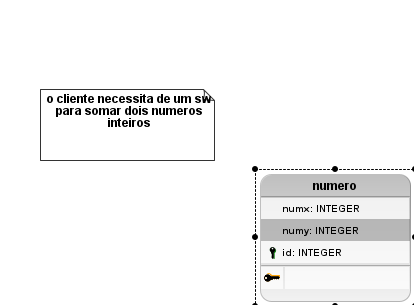 o cliente necessita de um sw
para somar dois numeros
inteiros
numero
numx: INTEGER
numy: INTEGER
id: INTEGER